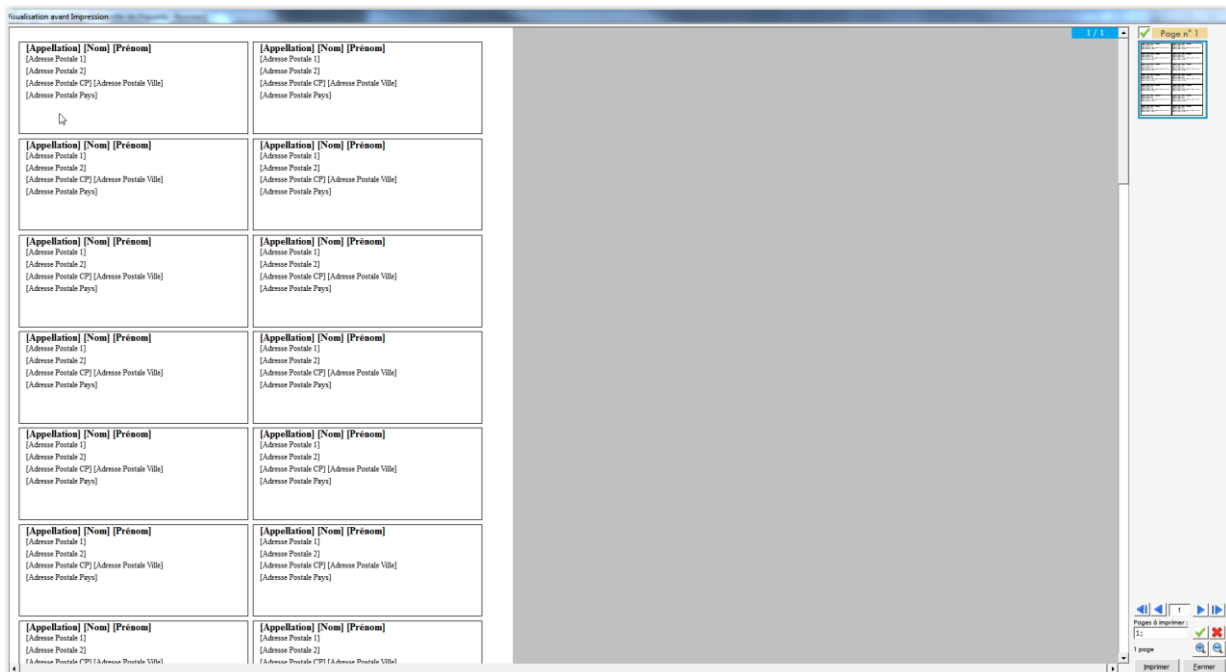 Visualisation avant Impression
1 / 1
Page n° 1
[Appellation] [Nom] [Prénom]
[Adresse Postale 1]
[Adresse Postale 2]
[Adresse Postale CP] [Adresse Postale Ville]
[Adresse Postale Pays]
[Appellation] [Nom] [Prénom]
[Adresse Postale 1]
[Adresse Postale 2]
[Adresse Postale CP] [Adresse Postale Ville]
[Adresse Postale Pays]
[Appellation] [Nom] [Prénom]
[Adresse Postale 1]
[Adresse Postale 2]
[Adresse Postale CP] [Adresse Postale Ville]
[Adresse Postale Pays]
[Appellation] [Nom] [Prénom]
[Adresse Postale 1]
[Adresse Postale 2]
[Adresse Postale CP] [Adresse Postale Ville]
[Adresse Postale Pays]
[Appellation] [Nom] [Prénom]
[Adresse Postale 1]
[Adresse Postale 2]
[Adresse Postale CP] [Adresse Postale Ville]
[Adresse Postale Pays]
[Appellation] [Nom] [Prénom]
[Adresse Postale 1]
[Adresse Postale 2]
[Adresse Postale CP] [Adresse Postale Ville]
[Adresse Postale Pays]
[Appellation] [Nom] [Prénom]
[Adresse Postale 1]
[Adresse Postale 2]
[Adresse Postale CP] [Adresse Postale Ville]
[Adresse Postale Pays]
[Appellation] [Nom] [Prénom]
[Adresse Postale 1]
[Adresse Postale 2]
[Adresse Postale CP] [Adresse Postale Ville]
[Adresse Postale Pays]
[Appellation] [Nom] [Prénom]
[Adresse Postale 1]
[Adresse Postale 2]
[Adresse Postale CP] [Adresse Postale Ville]
[Adresse Postale Pays]
[Appellation] [Nom] [Prénom]
[Adresse Postale 1]
[Adresse Postale 2]
[Adresse Postale CP] [Adresse Postale Ville]
[Adresse Postale Pays]
[Appellation] [Nom] [Prénom]
[Adresse Postale 1]
[Adresse Postale 2]
[Adresse Postale CP] [Adresse Postale Ville]
[Adresse Postale Pays]
[Appellation] [Nom] [Prénom]
[Adresse Postale 1]
[Adresse Postale 2]
[Adresse Postale CP] [Adresse Postale Ville]
[Adresse Postale Pays]
[Appellation] [Nom] [Prénom]
[Adresse Postale 1]
[Adresse Postale 2]
[Adresse Postale CP] [Adresse Postale Ville]
[Appellation] [Nom] [Prénom]
[Adresse Postale 1]
[Adresse Postale 2]
[Adresse Postale CP] [Adresse Postale Ville]
1
Pages à imprimer :
1;
1 page
Imprimer
Fermer